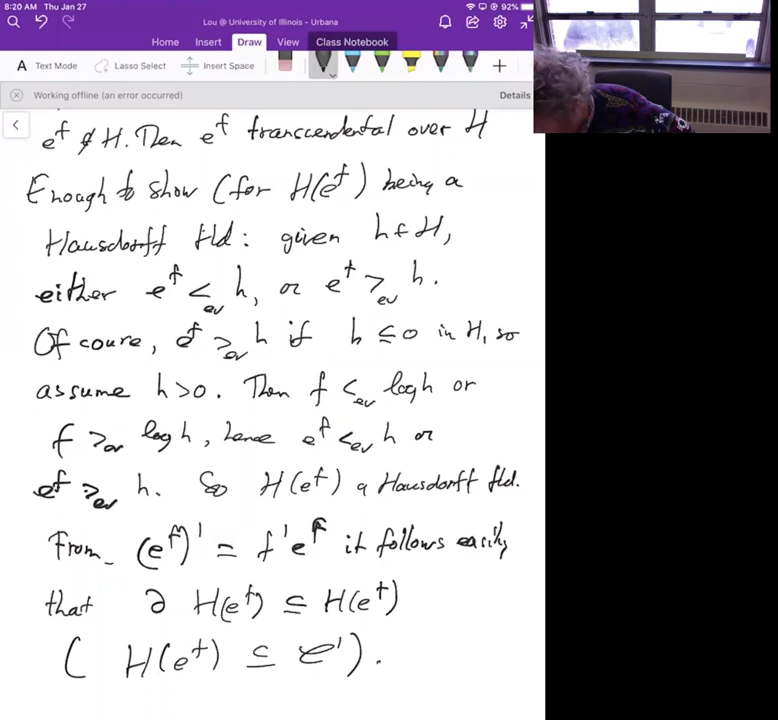 8:20 AM Thu Jan 27
92%
Lou @ University of Illinois - Urbana
Home Insert Draw View Class Notebook
A Text Mode Lasso Select Insert Space
Working offline (an error occurred) Details
e^f ∉ H. Then e^f transcendental over H
Enough to show (for H(e^f) being a
Hausdorff fld: given h ∈ H,
either e^f <_ev h, or e^f >_ev h.
Of coure, e^f >_ev h if h ≤ 0 in H, so
assume h>0. Then f <_ev log h or
f >_ev log h, hence e^f <_ev h or
e^f >_ev h. So H(e^f) a Hausdorff fld.
From (e^f)' = f'e^f it follows easily
that ∂ H(e^f) ⊆ H(e^f)
( H(e^f) ⊆ 𝒞').